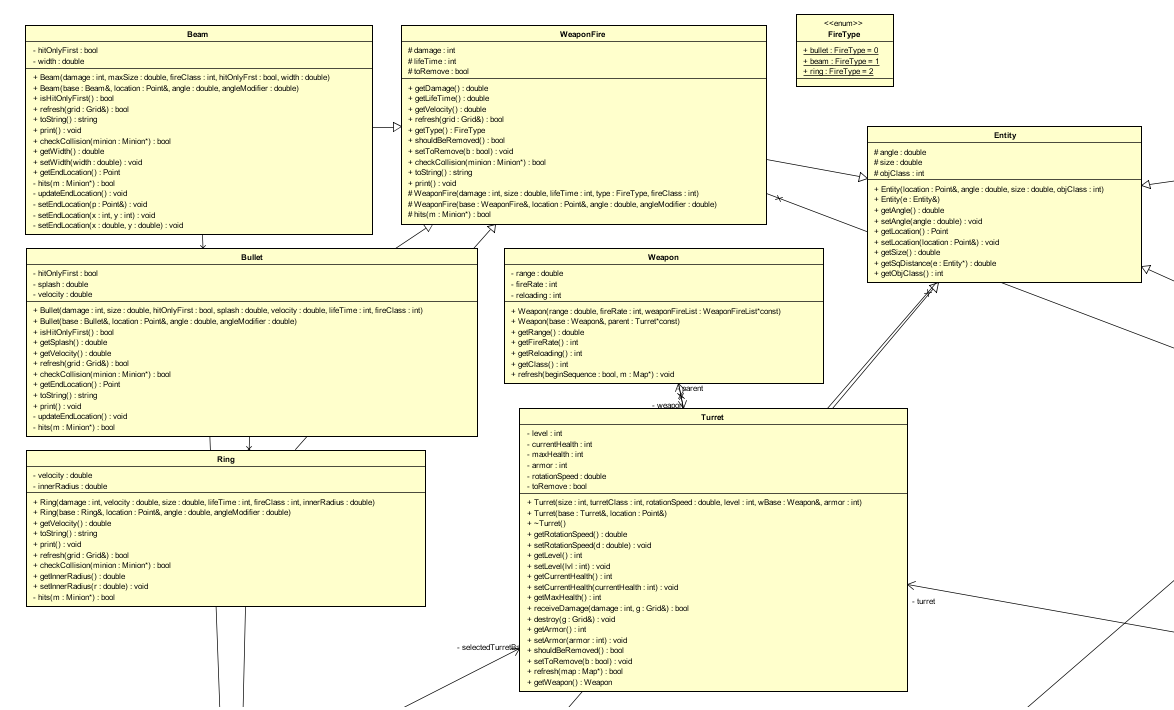 Beam
- hitOnlyFirst : bool
- width : double
+ Beam(damage : int, maxSize : double, fireClass : int, hitOnlyFrst : bool, width : double)
+ Beam(base : Beam&, location : Point&, angle : double, angleModifier : double)
+ isHitOnlyFirst() : bool
+ refresh(grid : Grid&) : bool
+ toString() : string
+ print() : void
+ checkCollision(minion : Minion*) : bool
+ getWidth() : double
+ setWidth(width : double) : void
+ getEndLocation() : Point
- hits(m : Minion*) : bool
- updateEndLocation() : void
- setEndLocation(p : Point&) : void
- setEndLocation(x : int, y : int) : void
- setEndLocation(x : double, y : double) : void
WeaponFire
# damage : int
# lifeTime : int
# toRemove : bool
+ getDamage() : double
+ getLifeTime() : double
+ getVelocity() : double
+ refresh(grid : Grid&) : bool
+ getType() : FireType
+ shouldBeRemoved() : bool
+ setToRemove(b : bool) : void
+ checkCollision(minion : Minion*) : bool
+ toString() : string
+ print() : void
# WeaponFire(damage : int, size : double, lifeTime : int, type : FireType, fireClass : int)
# WeaponFire(base : WeaponFire&, location : Point&, angle : double, angleModifier : double)
# hits(m : Minion*) : bool
<<enum>>
FireType
+ bullet : FireType = 0
+ beam : FireType = 1
+ ring : FireType = 2
Entity
# angle : double
# size : double
# objClass : int
+ Entity(location : Point&, angle : double, size : double, objClass : int)
+ Entity(e : Entity&)
+ getAngle() : double
+ setAngle(angle : double) : void
+ getLocation() : Point
+ setLocation(location : Point&) : void
+ getSize() : double
+ getSqDistance(e : Entity*) : double
+ getObjClass() : int
Bullet
- hitOnlyFirst : bool
- splash : double
- velocity : double
+ Bullet(damage : int, size : double, hitOnlyFirst : bool, splash : double, velocity : double, lifeTime : int, fireClass : int)
+ Bullet(base : Bullet&, location : Point&, angle : double, angleModifier : double)
+ isHitOnlyFirst() : bool
+ getSplash() : double
+ getVelocity() : double
+ refresh(grid : Grid&) : bool
+ checkCollision(minion : Minion*) : bool
+ getEndLocation() : Point
+ toString() : string
+ print() : void
- updateEndLocation() : void
- hits(m : Minion*) : bool
Weapon
- range : double
- fireRate : int
- reloading : int
+ Weapon(range : double, fireRate : int, weaponFireList : WeaponFireList*const)
+ Weapon(base : Weapon&, parent : Turret*const)
+ getRange() : double
+ getFireRate() : int
+ getReloading() : int
+ getClass() : int
+ refresh(beginSequence : bool, m : Map*) : void
parent
- weapon
Ring
- velocity : double
- innerRadius : double
+ Ring(damage : int, velocity : double, size : double, lifeTime : int, fireClass : int, innerRadius : double)
+ Ring(base : Ring&, location : Point&, angle : double, angleModifier : double)
+ getVelocity() : double
+ toString() : string
+ print() : void
+ refresh(grid : Grid&) : bool
+ checkCollision(minion : Minion*) : bool
+ getInnerRadius() : double
+ setInnerRadius(r : double) : void
- hits(m : Minion*) : bool
Turret
- level : int
- currentHealth : int
- maxHealth : int
- armor : int
- rotationSpeed : double
- toRemove : bool
+ Turret(size : int, turretClass : int, rotationSpeed : double, level : int, wBase : Weapon&, armor : int)
+ Turret(base : Turret&, location : Point&)
+ ~Turret()
+ getRotationSpeed() : double
+ setRotationSpeed(d : double) : void
+ getLevel() : int
+ setLevel(lvl : int) : void
+ getCurrentHealth() : int
+ setCurrentHealth(currentHealth : int) : void
+ getMaxHealth() : int
+ receiveDamage(damage : int, g : Grid&) : bool
+ destroy(g : Grid&) : void
+ getArmor() : int
+ setArmor(armor : int) : void
+ shouldBeRemoved() : bool
+ setToRemove(b : bool) : void
+ refresh(map : Map*) : bool
+ getWeapon() : Weapon
- turret